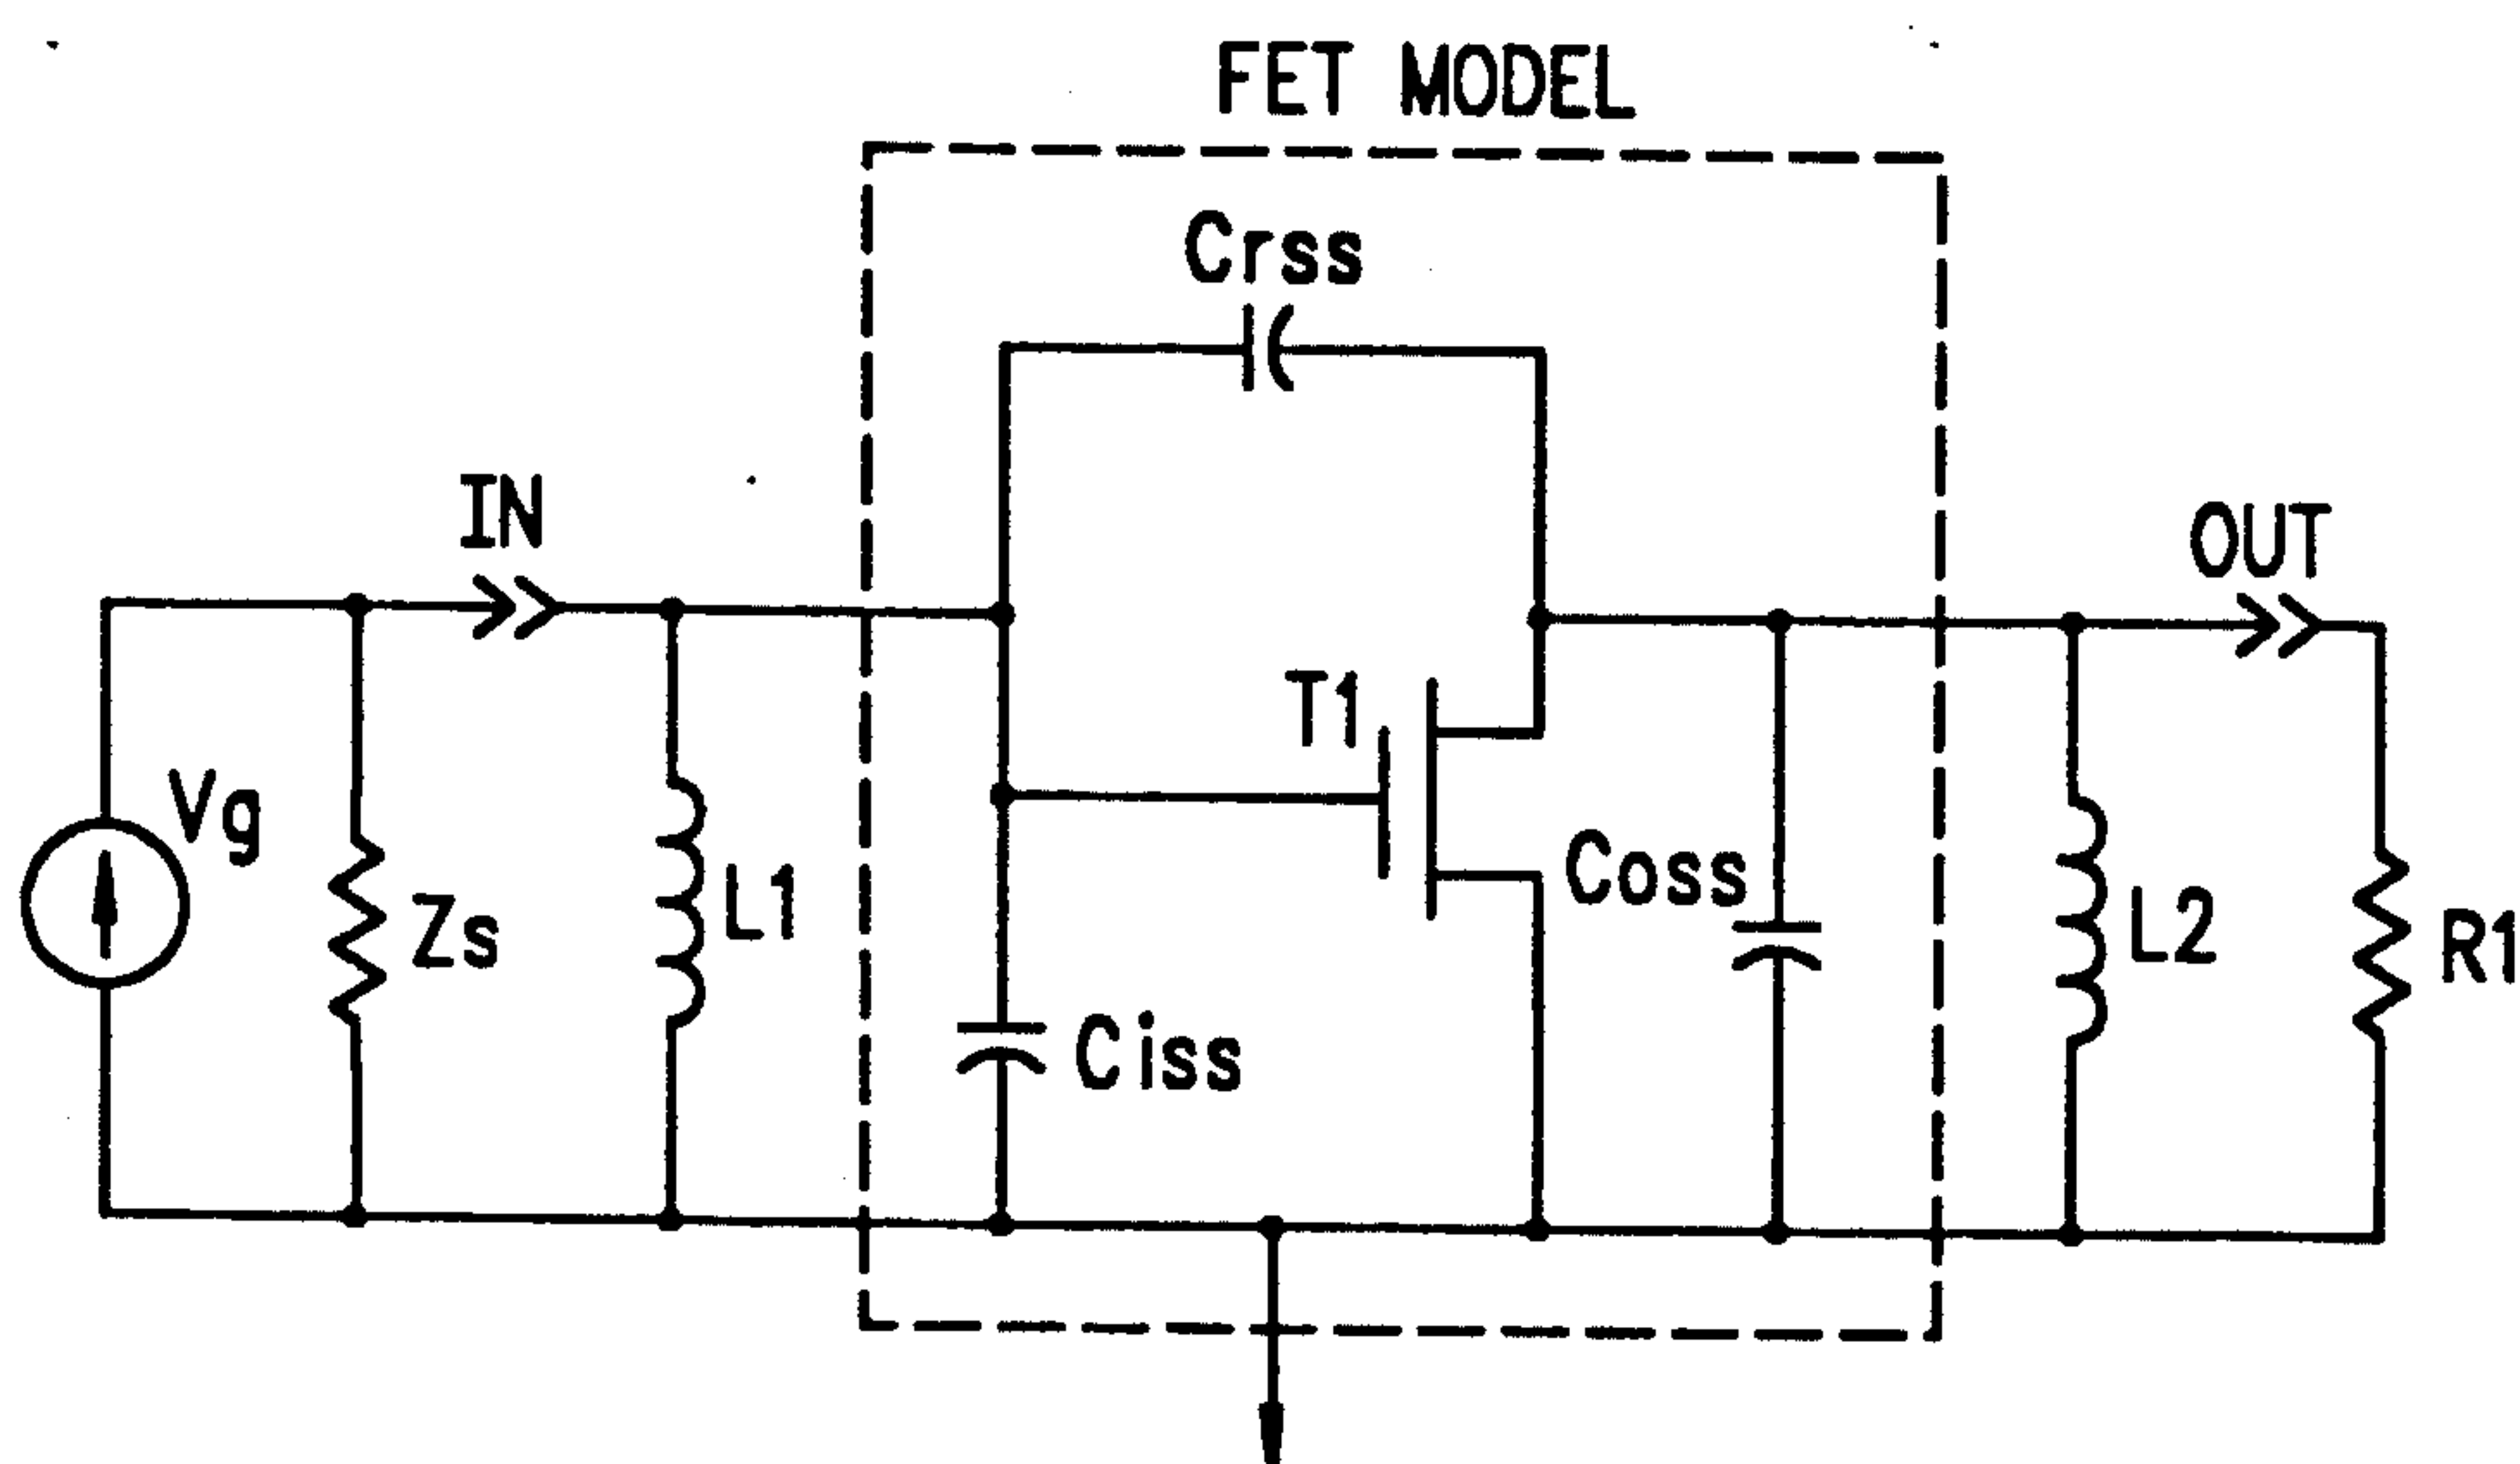 FET MODEL
Crss
IN
OUT
T1
Vg
Coss
Zs
L1
L2
R1
Ciss